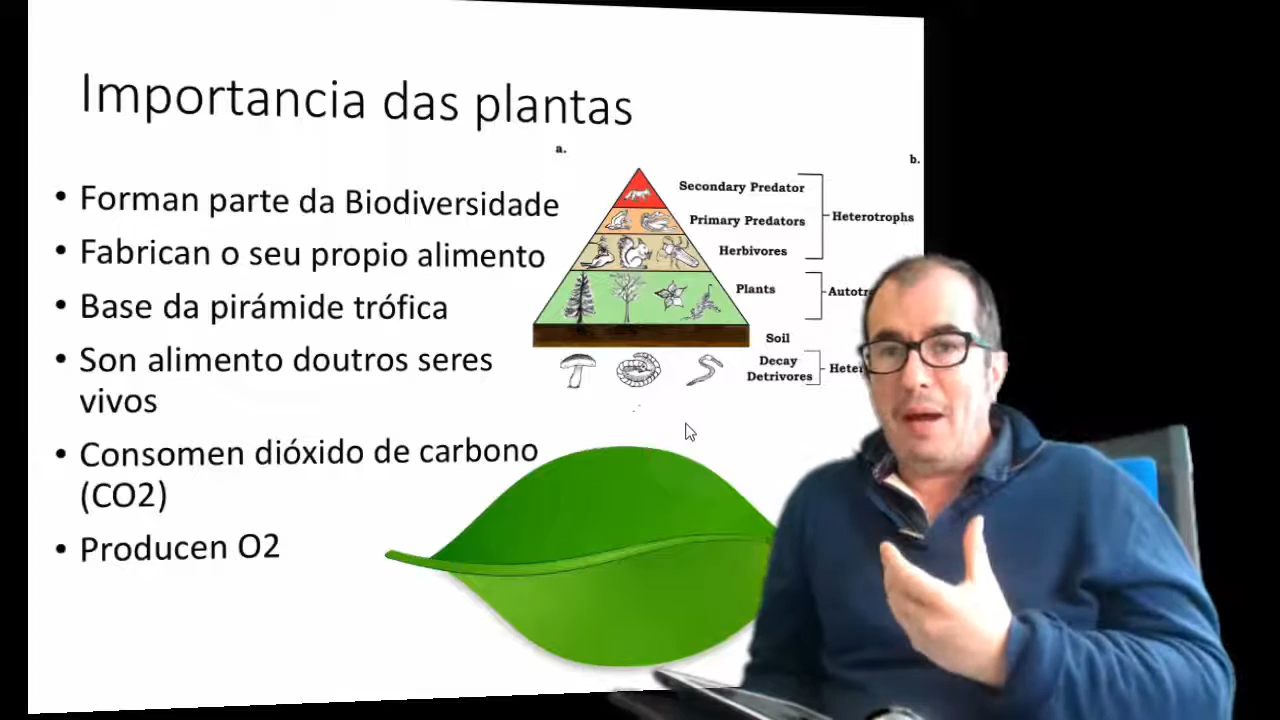 Importancia das plantas
• Forman parte da Biodiversidade
• Fabrican o seu propio alimento
• Base da pirámide trófica
• Son alimento doutros seres
vivos
• Consomen dióxido de carbono
(CO2)
• Producen O2
a.
b.
Secondary Predator
Primary Predators
Heterotrophs
Herbivores
Plants
Soil
Decay
Detrivores